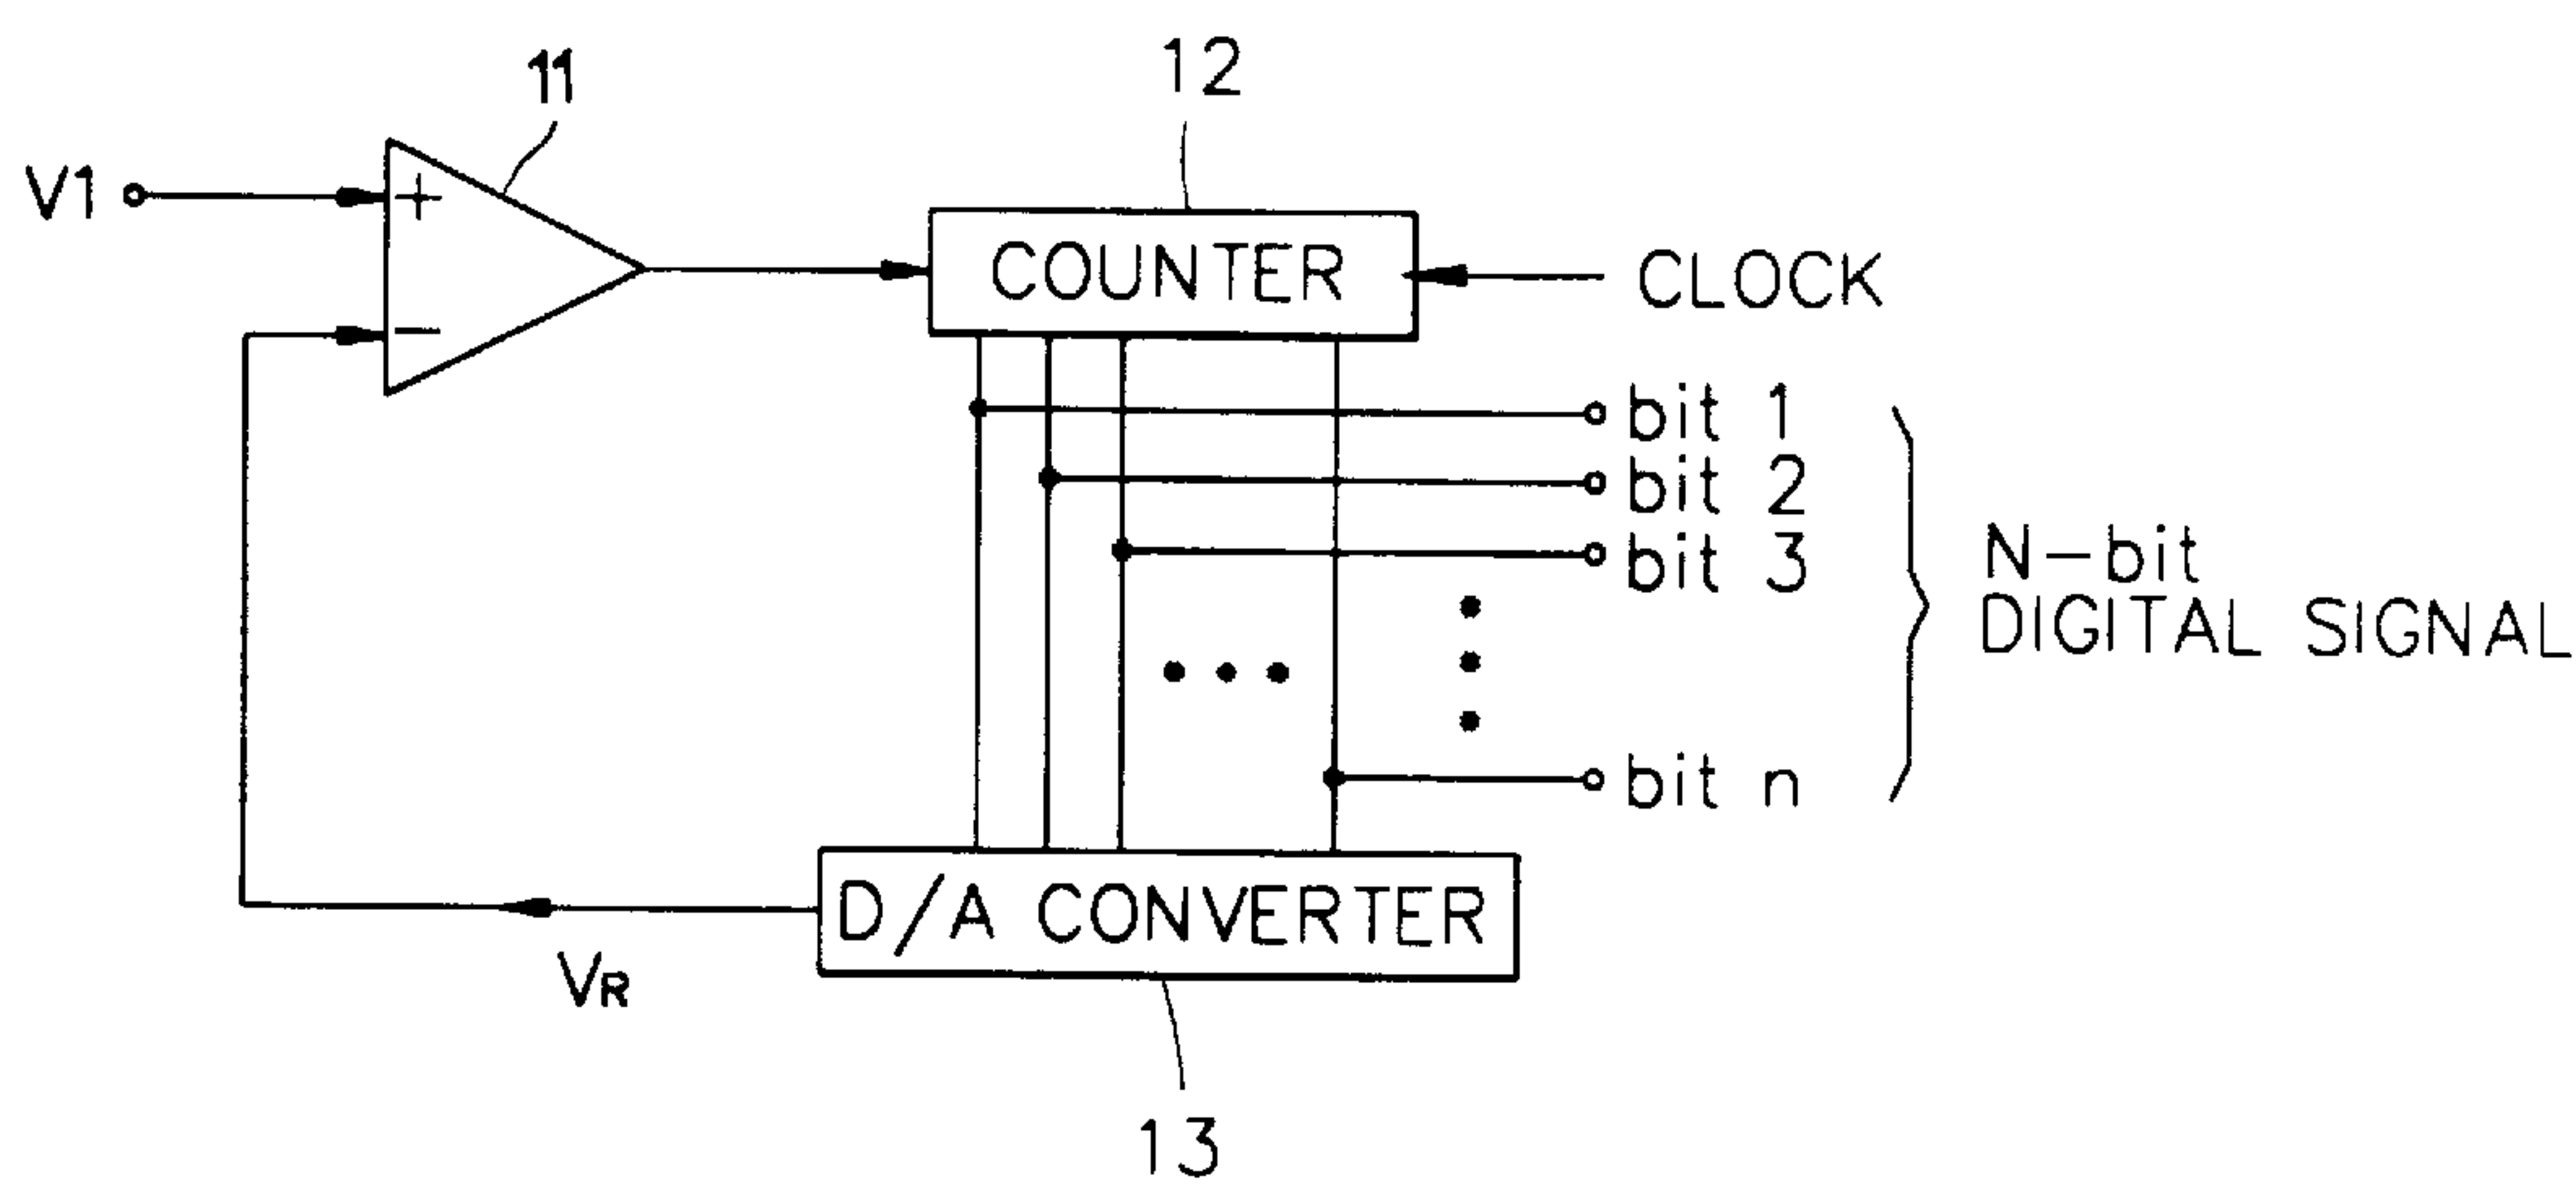 11
12
V1
+
COUNTER
CLOCK
−
bit 1
bit 2
bit 3
N-bit
DIGITAL SIGNAL
bit n
D/A CONVERTER
VR
13